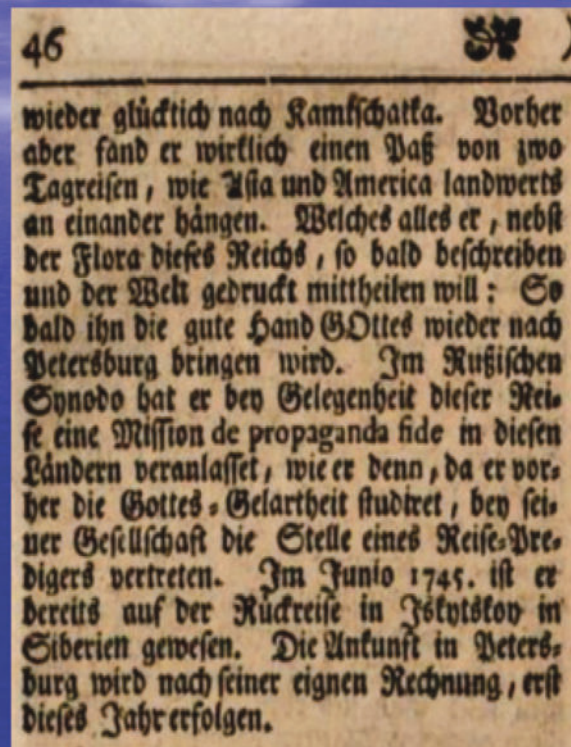 46
wieder glücktich nach Kamkschatka. Vorher
aber fand er wirklich einen Paß von zwo
Tagreisen, wie Asia und America landwerts
an einander hängen. Welches alles er, nebst
der Flora dieses Reichs, so bald beschreiben
und der Welt gedruckt mittheilen will: So
bald ihn die gute Hand GOttes wieder nach
Petersburg bringen wird. Im Rußischen
Synodo hat er bey Gelegenheit dieser Rei-
se eine Mission de propaganda fide in diesen
Ländern veranlasset, wie er denn, da er vor-
her die Gottes-Gelartheit studiret, bey sei-
ner Gesellschaft die Stelle eines Reise-Pre-
digers vertreten. Im Junio 1745. ist er
bereits auf der Rückreise in Jskytskoy in
Siberien gewesen. Die Ankunft in Peters-
burg wird nach seiner eignen Rechnung, erst
dieses Jahr erfolgen.